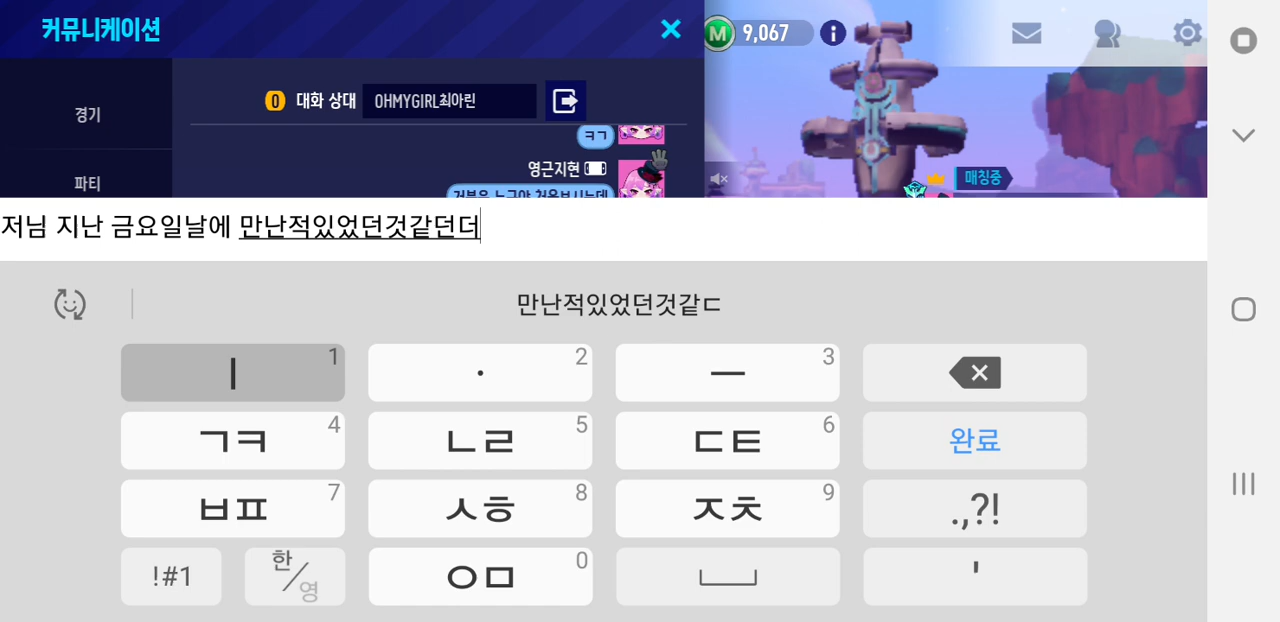 커뮤니케이션
M 9,067 i
경기
0 대화 상대 OHMYGIRL최아린
ㅋㄱ
영근지현
파티
매칭중
저님 지난 금요일날에 만난적있었던것같던더
만난적있었던것같ㄷ
ㅣ 1
· 2
ㅡ 3
ㄱㅋ 4
ㄴㄹ 5
ㄷㅌ 6
완료
ㅂㅍ 7
ㅅㅎ 8
ㅈㅊ 9
.,?!
!#1
한/영
ㅇㅁ 0
'